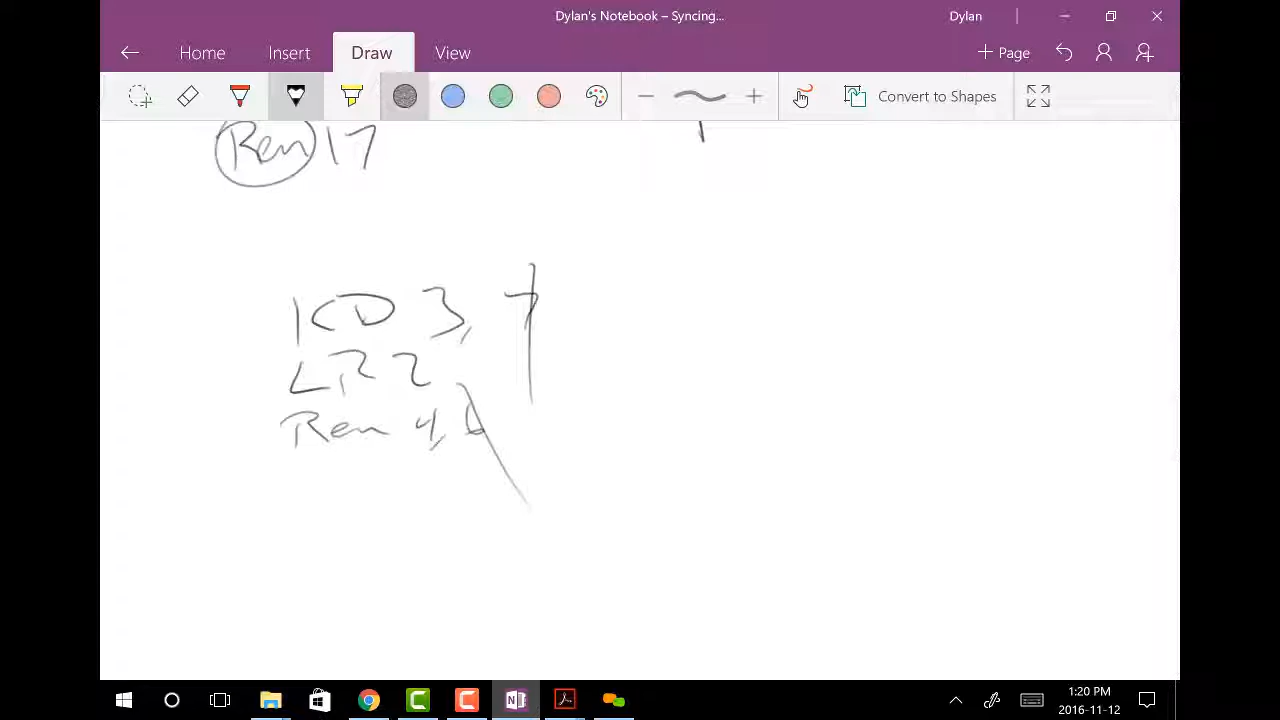 Dylan's Notebook – Syncing...
Dylan
Home Insert Draw View
Page
Convert to Shapes
Ren 17
KD 3, 7
LR 2
Ren 4, 6
1:20 PM
2016-11-12